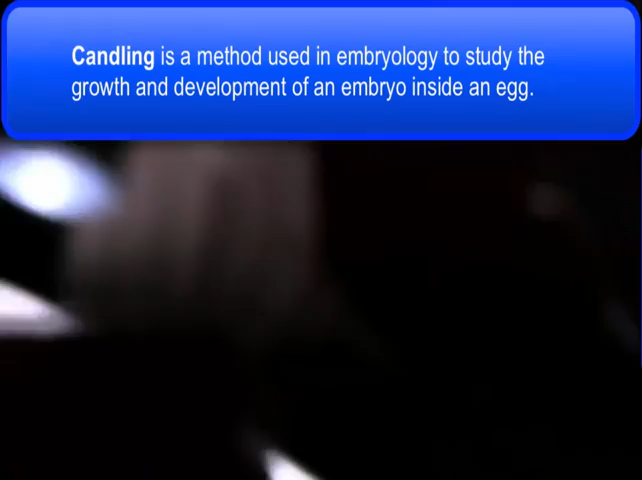 Candling is a method used in embryology to study the
growth and development of an embryo inside an egg.